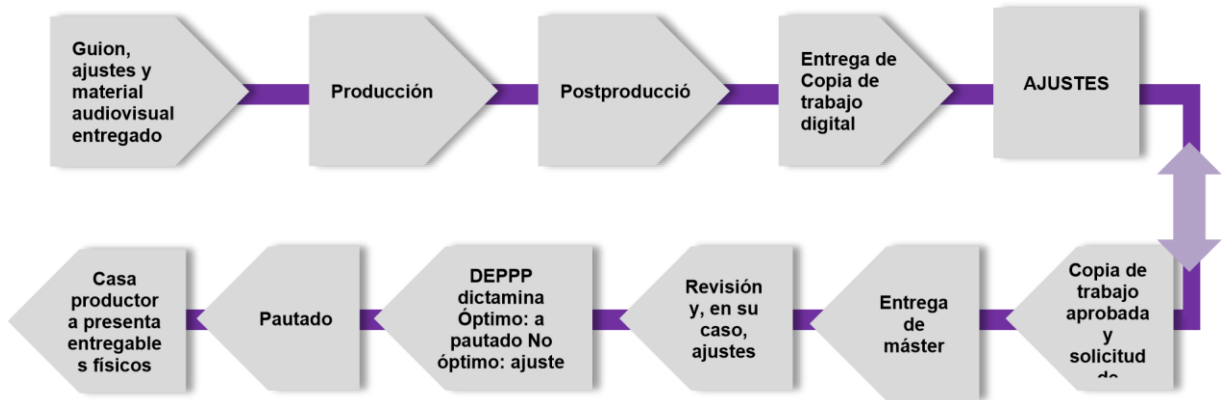 Guion,
ajustes y
material
audiovisual
entregado
Producción
Postproducció
Entrega de
Copia de
trabajo
digital
AJUSTES
Copia de
trabajo
aprobada
y
solicitud
Entrega
de
máster
Revisión
y, en su
caso,
ajustes
DEPPP
dictamina
Óptimo: a
pautado No
óptimo: ajuste
Pautado
Casa
productor
a presenta
entregable
s físicos